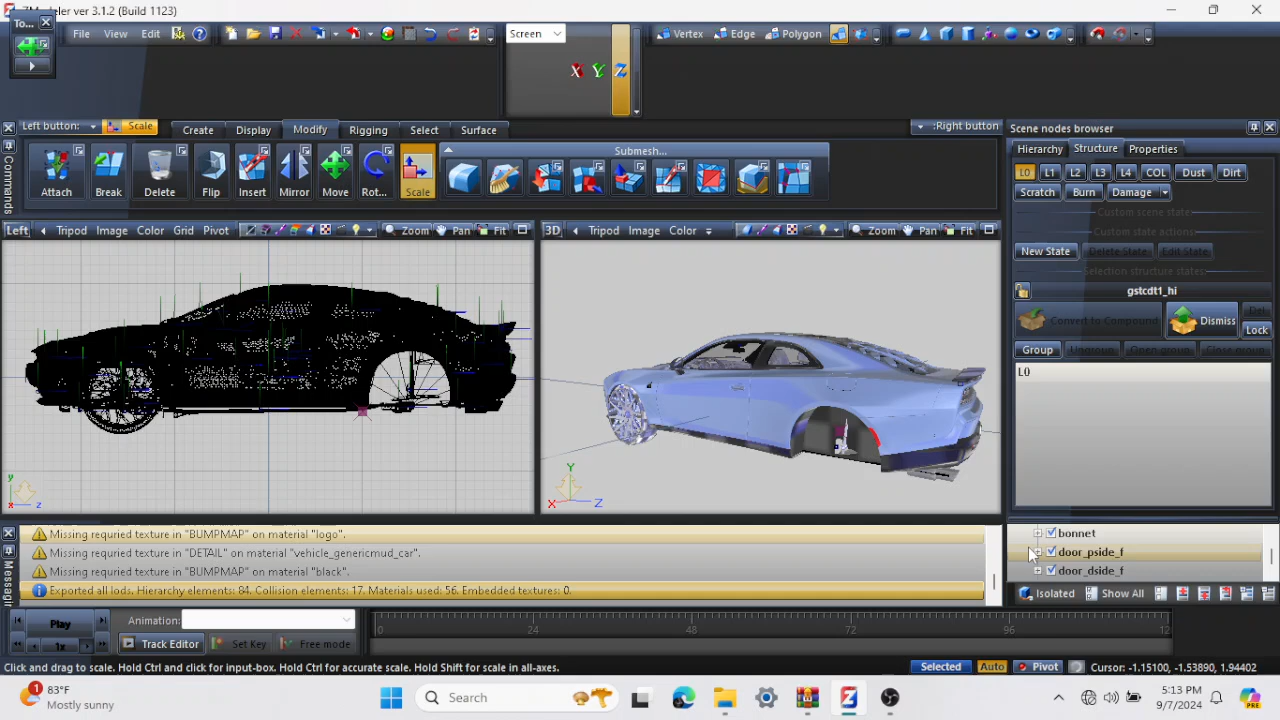 ZModeler ver 3.1.2 (Build 1123)
To...
File View Edit
Screen
Vertex Edge Polygon
X Y Z
Left button: Scale Create Display Modify Rigging Select Surface :Right button
Commands
Attach Break Delete Flip Insert Mirror Move Rot... Scale
Submesh...
Left Tripod Image Color Grid Pivot Zoom Pan Fit
3D Tripod Image Color Zoom Pan Fit
y
x z
Y
X Z
Scene nodes browser
Hierarchy Structure Properties
L0 L1 L2 L3 L4 COL Dust Dirt
Scratch Burn Damage
Custom scene state:
Custom state actions:
New State Delete State Edit State
Selection structure states:
gstcdt1_hi
Convert to Compound Dismiss Del Lock
Group Ungroup Open group Close group
L0
bonnet
door_pside_f
door_dside_f
Isolated Show All
Messagin
Missing requried texture in "BUMPMAP" on material "logo".
Missing requried texture in "DETAIL" on material "vehicle_genericmud_car".
Missing requried texture in "BUMPMAP" on material "black".
Exported all lods. Hierarchy elements: 84. Collision elements: 17. Materials used: 56. Embedded textures: 0.
Play
1x
Animation:
Track Editor Set Key Free mode
0 24 48 72 96 12
Click and drag to scale. Hold Ctrl and click for input-box. Hold Ctrl for accurate scale. Hold Shift for scale in all-axes.
Selected Auto Pivot Cursor: -1.15100, -1.53890, 1.94402
1
83°F
Mostly sunny
Search
5:13 PM
9/7/2024
PRE